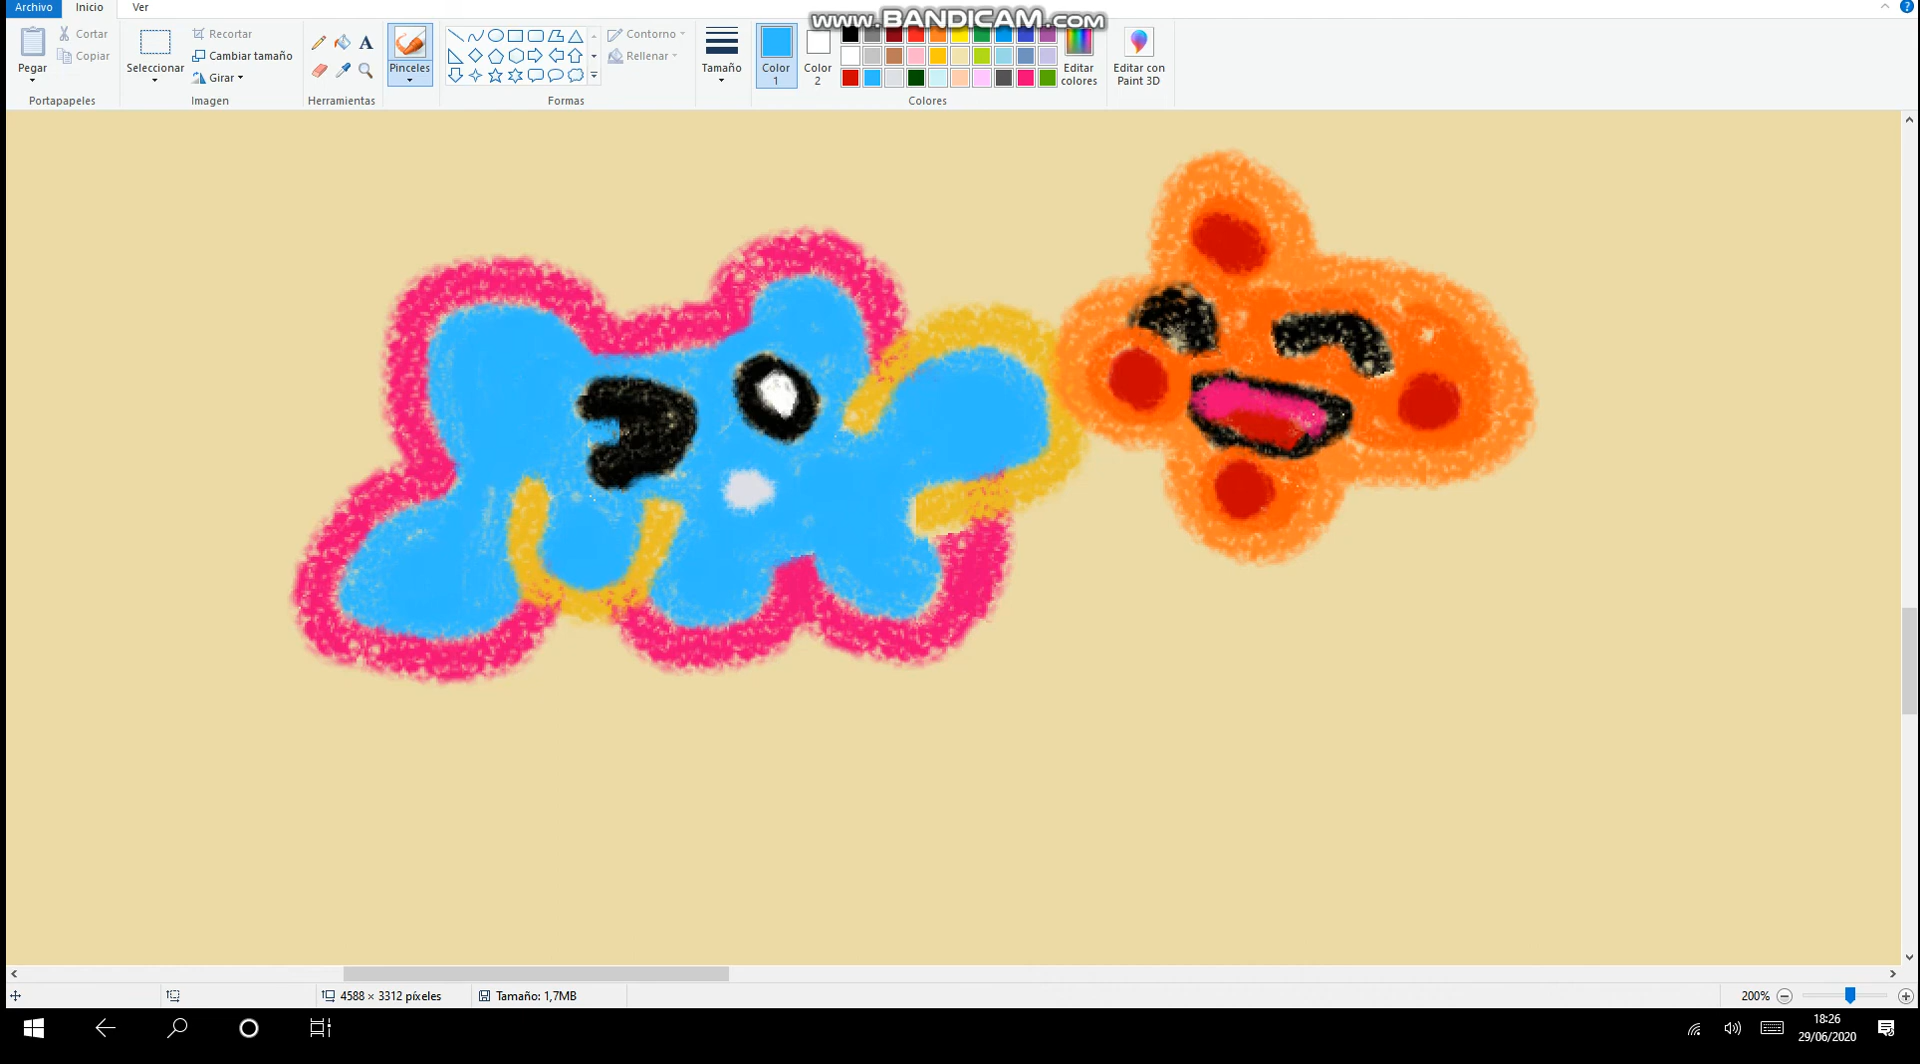 www.BANDICAM.com
Archivo
Inicio
Ver
Pegar
Cortar
Copiar
Portapapeles
Seleccionar
Recortar
Cambiar tamaño
Girar
Imagen
A
Herramientas
Pinceles
Contorno
Rellenar
Formas
Tamaño
Color 1
Color 2
Editar colores
Editar con Paint 3D
Colores
4588 × 3312 píxeles
Tamaño: 1,7MB
200%
18:26
29/06/2020